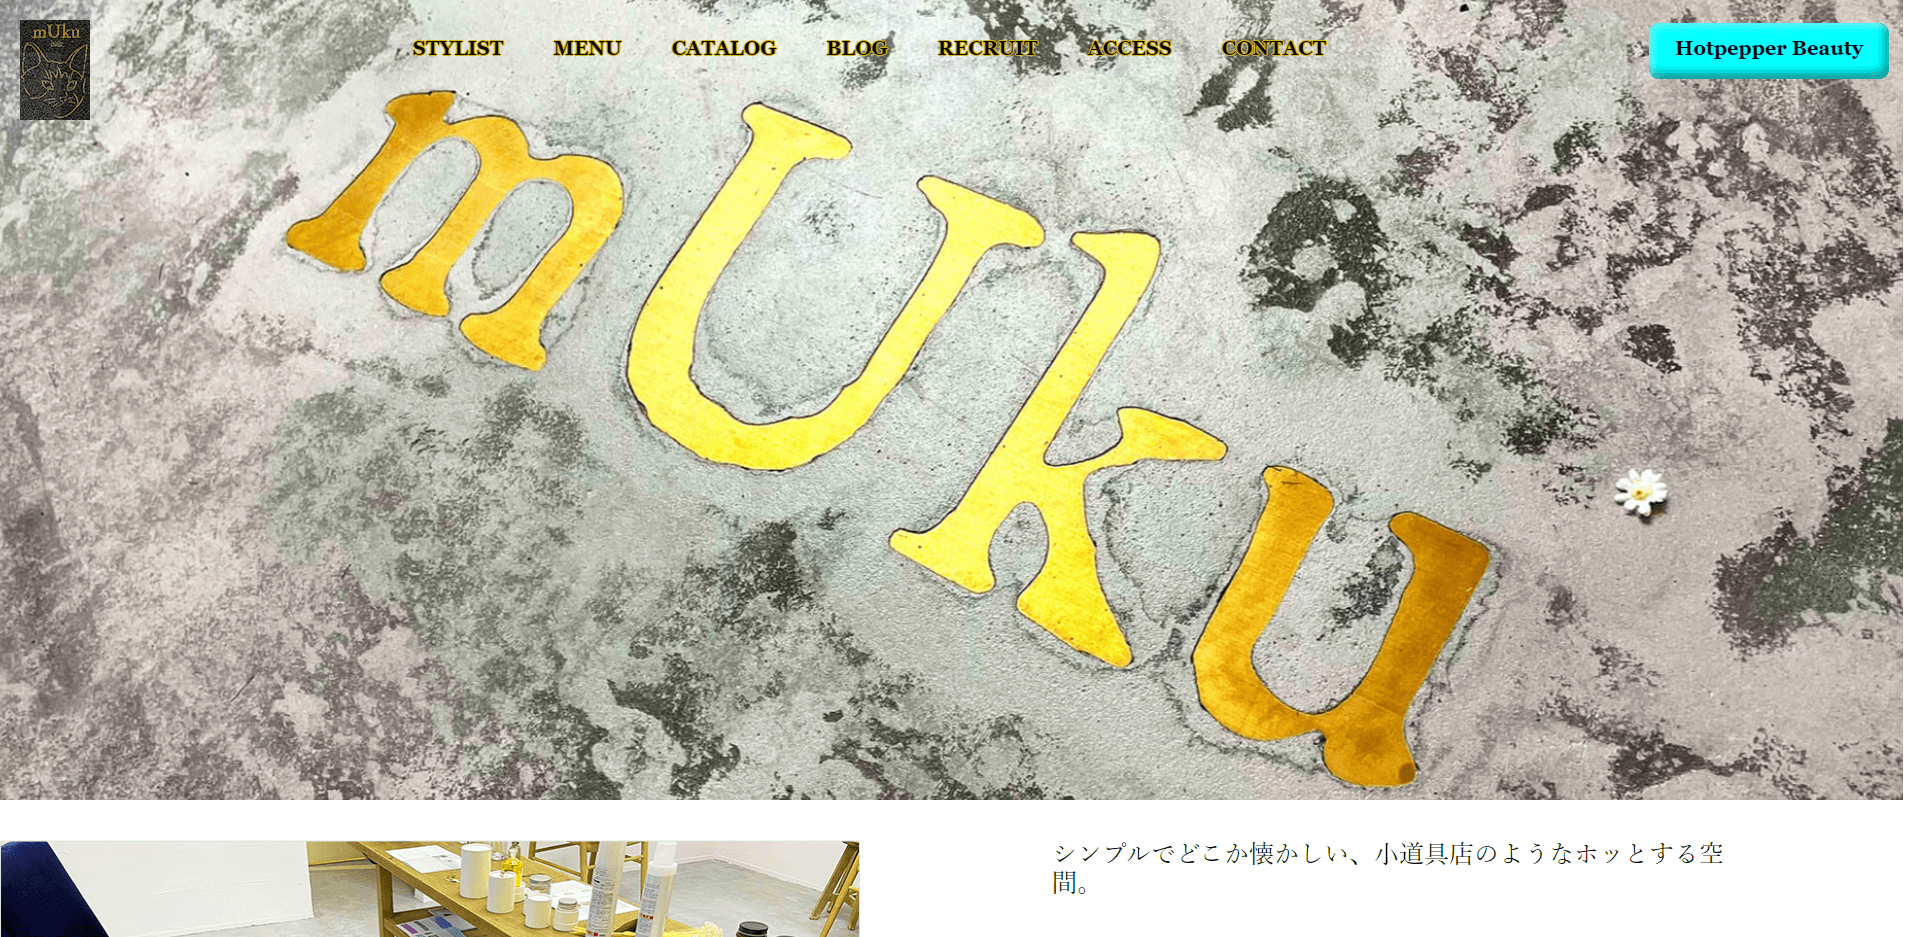 mUku
hair
STYLIST
MENU
CATALOG
BLOG
RECRUIT
ACCESS
CONTACT
Hotpepper Beauty
mUku
シンプルでどこか懐かしい、小道具店のようなホッとする空
間。